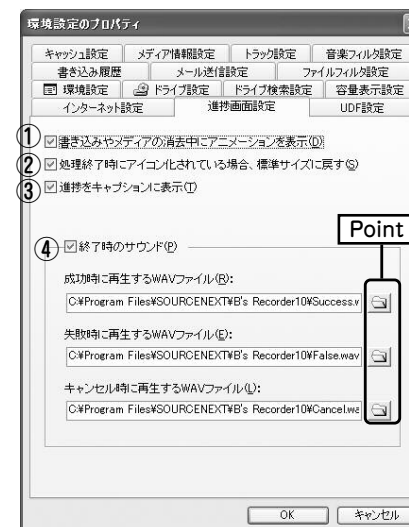 環境設定のプロパティ
キャッシュ設定 メディア情報設定 トラック設定 音楽フィルタ設定
書き込み履歴 メール送信設定 ファイルフィルタ設定
環境設定 ドライブ設定 ドライブ検索設定 容量表示設定
インターネット設定 進捗画面設定 UDF設定
① 書き込みやメディアの消去中にアニメーションを表示(D)
② 処理終了時にアイコン化されている場合、標準サイズに戻す(S)
③ 進捗をキャプションに表示(T)
Point
④ 終了時のサウンド(P)
成功時に再生するWAVファイル(R):
C:¥Program Files¥SOURCENEXT¥B's Recorder10¥Success.v
失敗時に再生するWAVファイル(E):
C:¥Program Files¥SOURCENEXT¥B's Recorder10¥False.wav
キャンセル時に再生するWAVファイル(L):
C:¥Program Files¥SOURCENEXT¥B's Recorder10¥Cancel.wa
OK キャンセル